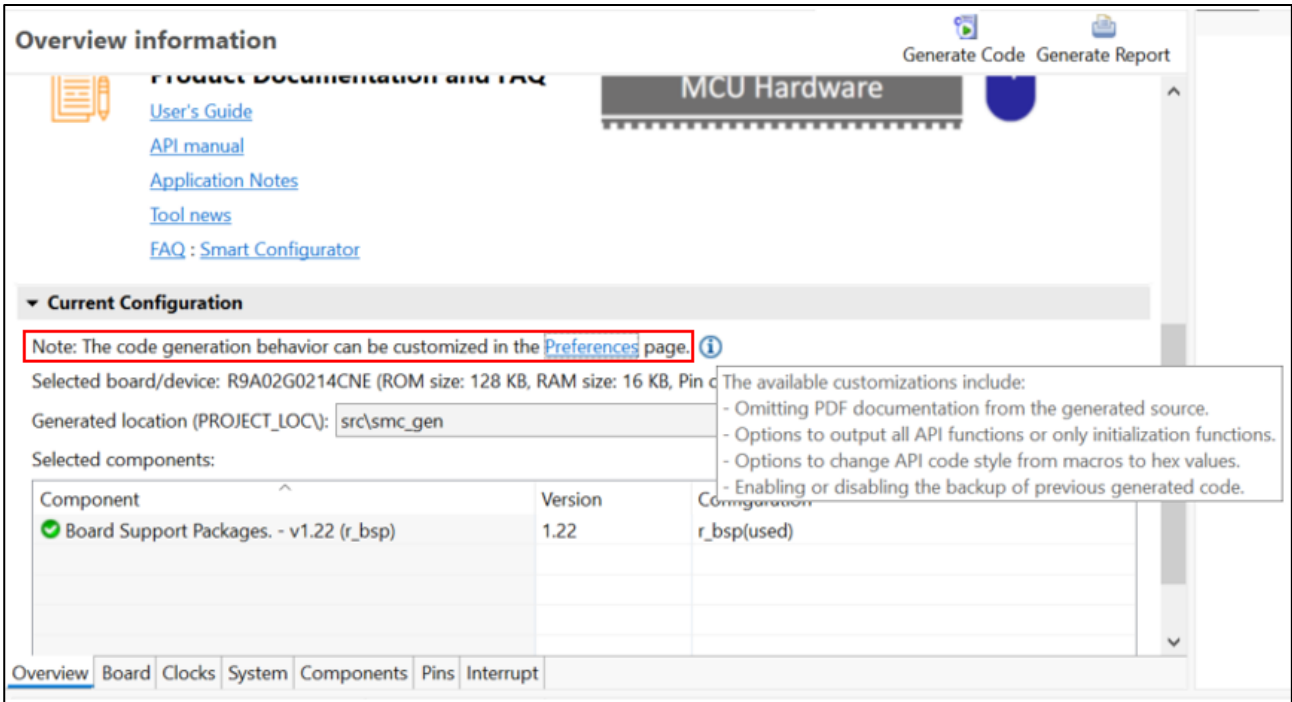 Overview information
Generate Code Generate Report
Product Documentation and FAQ
MCU Hardware
User's Guide
API manual
Application Notes
Tool news
FAQ : Smart Configurator
Current Configuration
Note: The code generation behavior can be customized in the Preferences page.
Selected board/device: R9A02G0214CNE (ROM size: 128 KB, RAM size: 16 KB, Pin
The available customizations include:
- Omitting PDF documentation from the generated source.
- Options to output all API functions or only initialization functions.
- Options to change API code style from macros to hex values.
- Enabling or disabling the backup of previous generated code.
Generated location (PROJECT_LOC\): src\smc_gen
Selected components:
Component Version Configuration
Board Support Packages. - v1.22 (r_bsp) 1.22 r_bsp(used)
Overview Board Clocks System Components Pins Interrupt